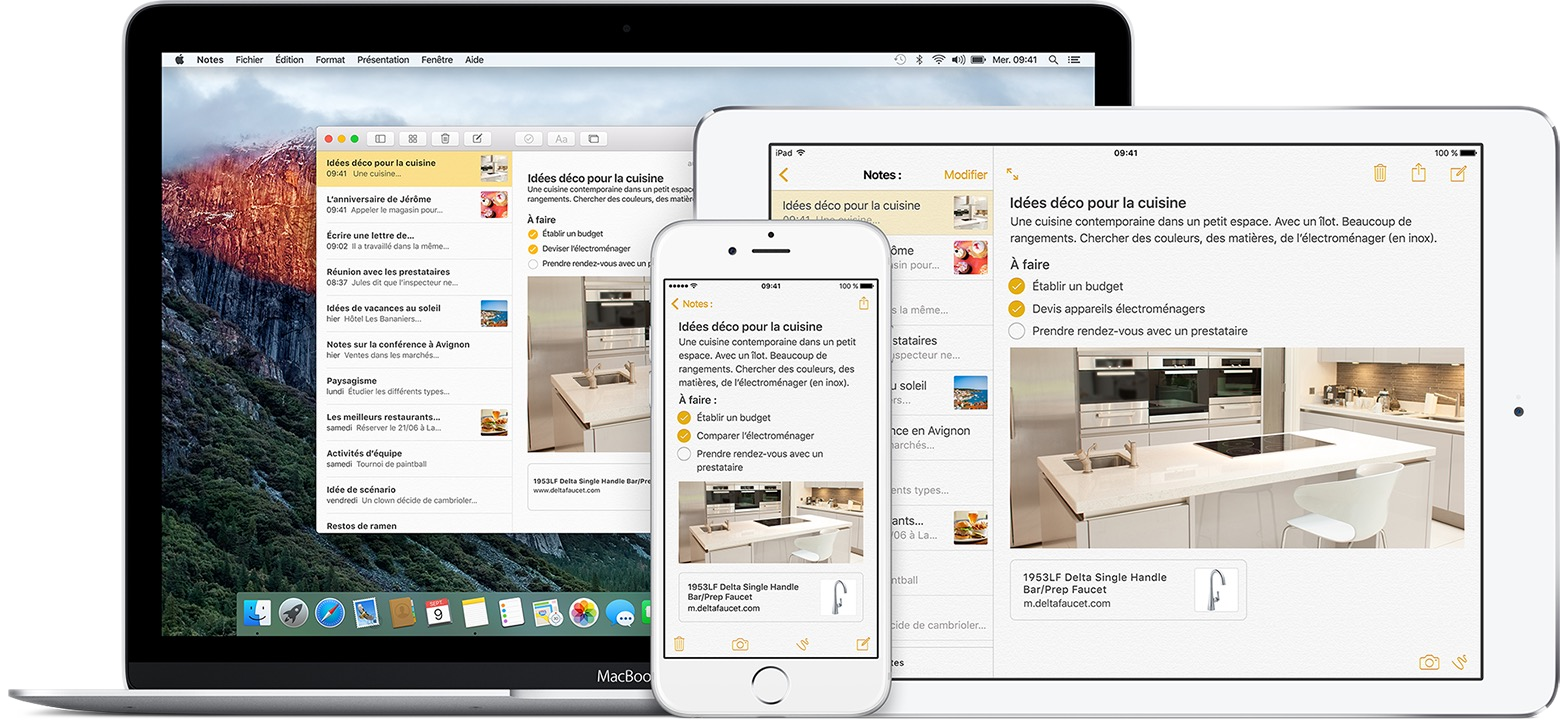 Notes Fichier Édition Format Présentation Fenêtre Aide
Mer. 09:41
Idées déco pour la cuisine
09:41 Une cuisine...
L'anniversaire de Jérôme
09:41 Appeler le magasin pour...
Écrire une lettre de...
09:02 Il a travaillé dans la même...
Réunion avec les prestataires
08:37 Jules dit que l'inspecteur ne...
Idées de vacances au soleil
hier Hôtel Les Bananiers...
Notes sur la conférence à Avignon
hier Ventes dans les marchés...
Paysagisme
lundi Étudier les différents types...
Les meilleurs restaurants...
samedi Réserver le 21/06 à La...
Activités d'équipe
samedi Tournoi de paintball
Idée de scénario
vendredi Un clown décide de cambrioler...
Restos de ramen
Aa
Idées déco pour la cuisine
Une cuisine contemporaine dans un petit espac
rangements. Chercher des couleurs, des matièr
À faire
Établir un budget
Deviser l'électroménager
Prendre rendez-vous avec un p
1953LF Delta Single Handle Bar/Pre
www.deltafaucet.com
SEPT.
9
MacBoo
09:41
100 %
Notes :
Idées déco pour la cuisine
Une cuisine contemporaine dans un petit
espace. Avec un îlot. Beaucoup de
rangements. Chercher des couleurs, des
matières, de l'électroménager (en inox).
À faire :
Établir un budget
Comparer l'électroménager
Prendre rendez-vous avec un
prestataire
1953LF Delta Single Handle
Bar/Prep Faucet
m.deltafaucet.com
iPad
09:41
100 %
Notes :
Modifier
Idées déco pour la cuisine
09:41 Une cuisine...
ôme
sin pour...
s la même...
stataires
nspecteur ne...
u soleil
rs...
nce en Avignon
archés...
ents types...
ants...
/06 à La...
ntball
cide de cambrioler...
tes
Idées déco pour la cuisine
Une cuisine contemporaine dans un petit espace. Avec un îlot. Beaucoup de
rangements. Chercher des couleurs, des matières, de l'électroménager (en inox).
À faire
Établir un budget
Devis appareils électroménagers
Prendre rendez-vous avec un prestataire
1953LF Delta Single Handle
Bar/Prep Faucet
m.deltafaucet.com